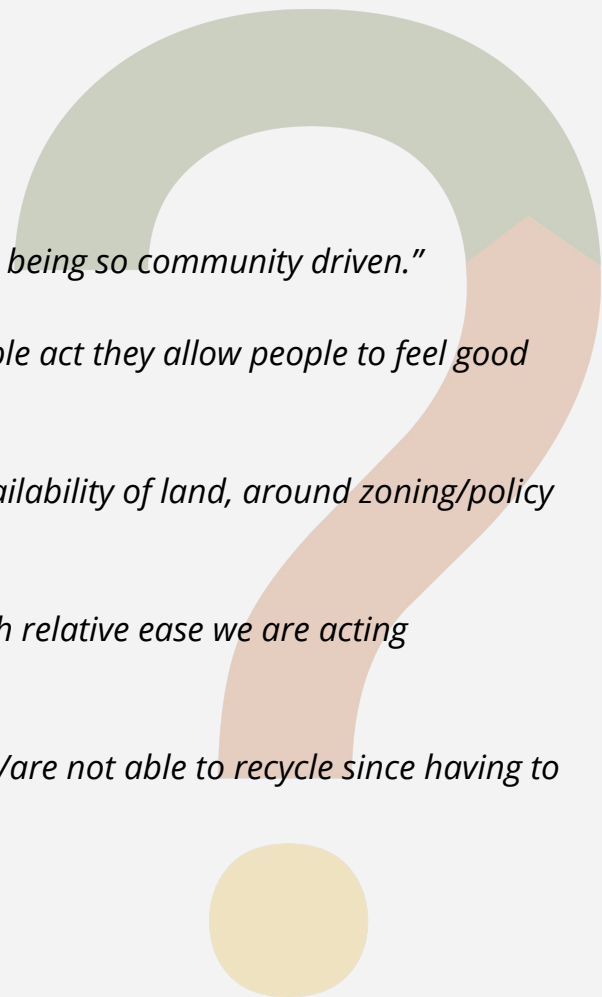 being so community driven.”
ple act they allow people to feel good
ailability of land, around zoning/policy
h relative ease we are acting
/are not able to recycle since having to